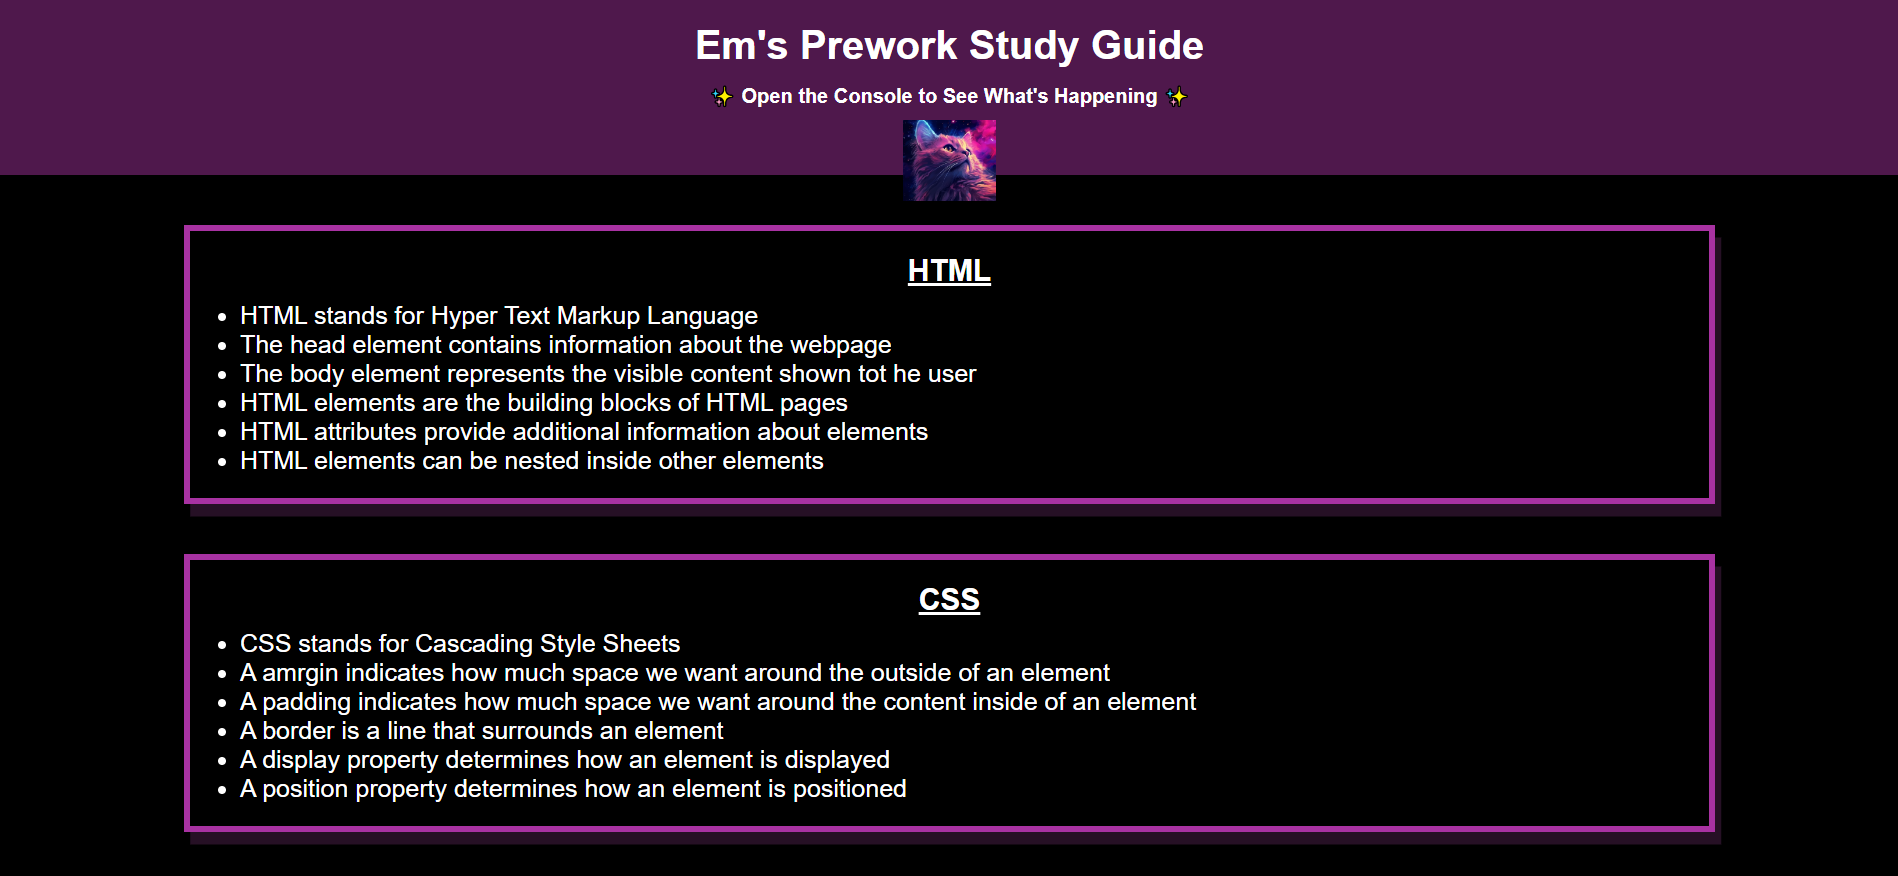 Em's Prework Study Guide
✨ Open the Console to See What's Happening ✨
HTML
• HTML stands for Hyper Text Markup Language
• The head element contains information about the webpage
• The body element represents the visible content shown tot he user
• HTML elements are the building blocks of HTML pages
• HTML attributes provide additional information about elements
• HTML elements can be nested inside other elements
CSS
• CSS stands for Cascading Style Sheets
• A amrgin indicates how much space we want around the outside of an element
• A padding indicates how much space we want around the content inside of an element
• A border is a line that surrounds an element
• A display property determines how an element is displayed
• A position property determines how an element is positioned